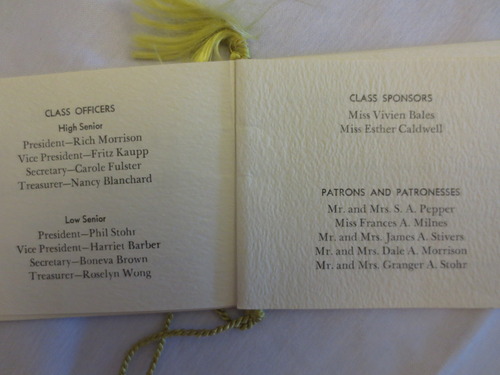 CLASS OFFICERS
High Senior
President—Rich Morrison
Vice President—Fritz Kaupp
Secretary—Carole Fulster
Treasurer—Nancy Blanchard
Low Senior
President—Phil Stohr
Vice President—Harriet Barber
Secretary—Boneva Brown
Treasurer—Roselyn Wong
CLASS SPONSORS
Miss Vivien Bales
Miss Esther Caldwell
PATRONS AND PATRONESSES
Mr. and Mrs. S. A. Pepper
Miss Frances A. Milnes
Mr. and Mrs. James A. Stivers
Mr. and Mrs. Dale A. Morrison
Mr. and Mrs. Granger A. Stohr